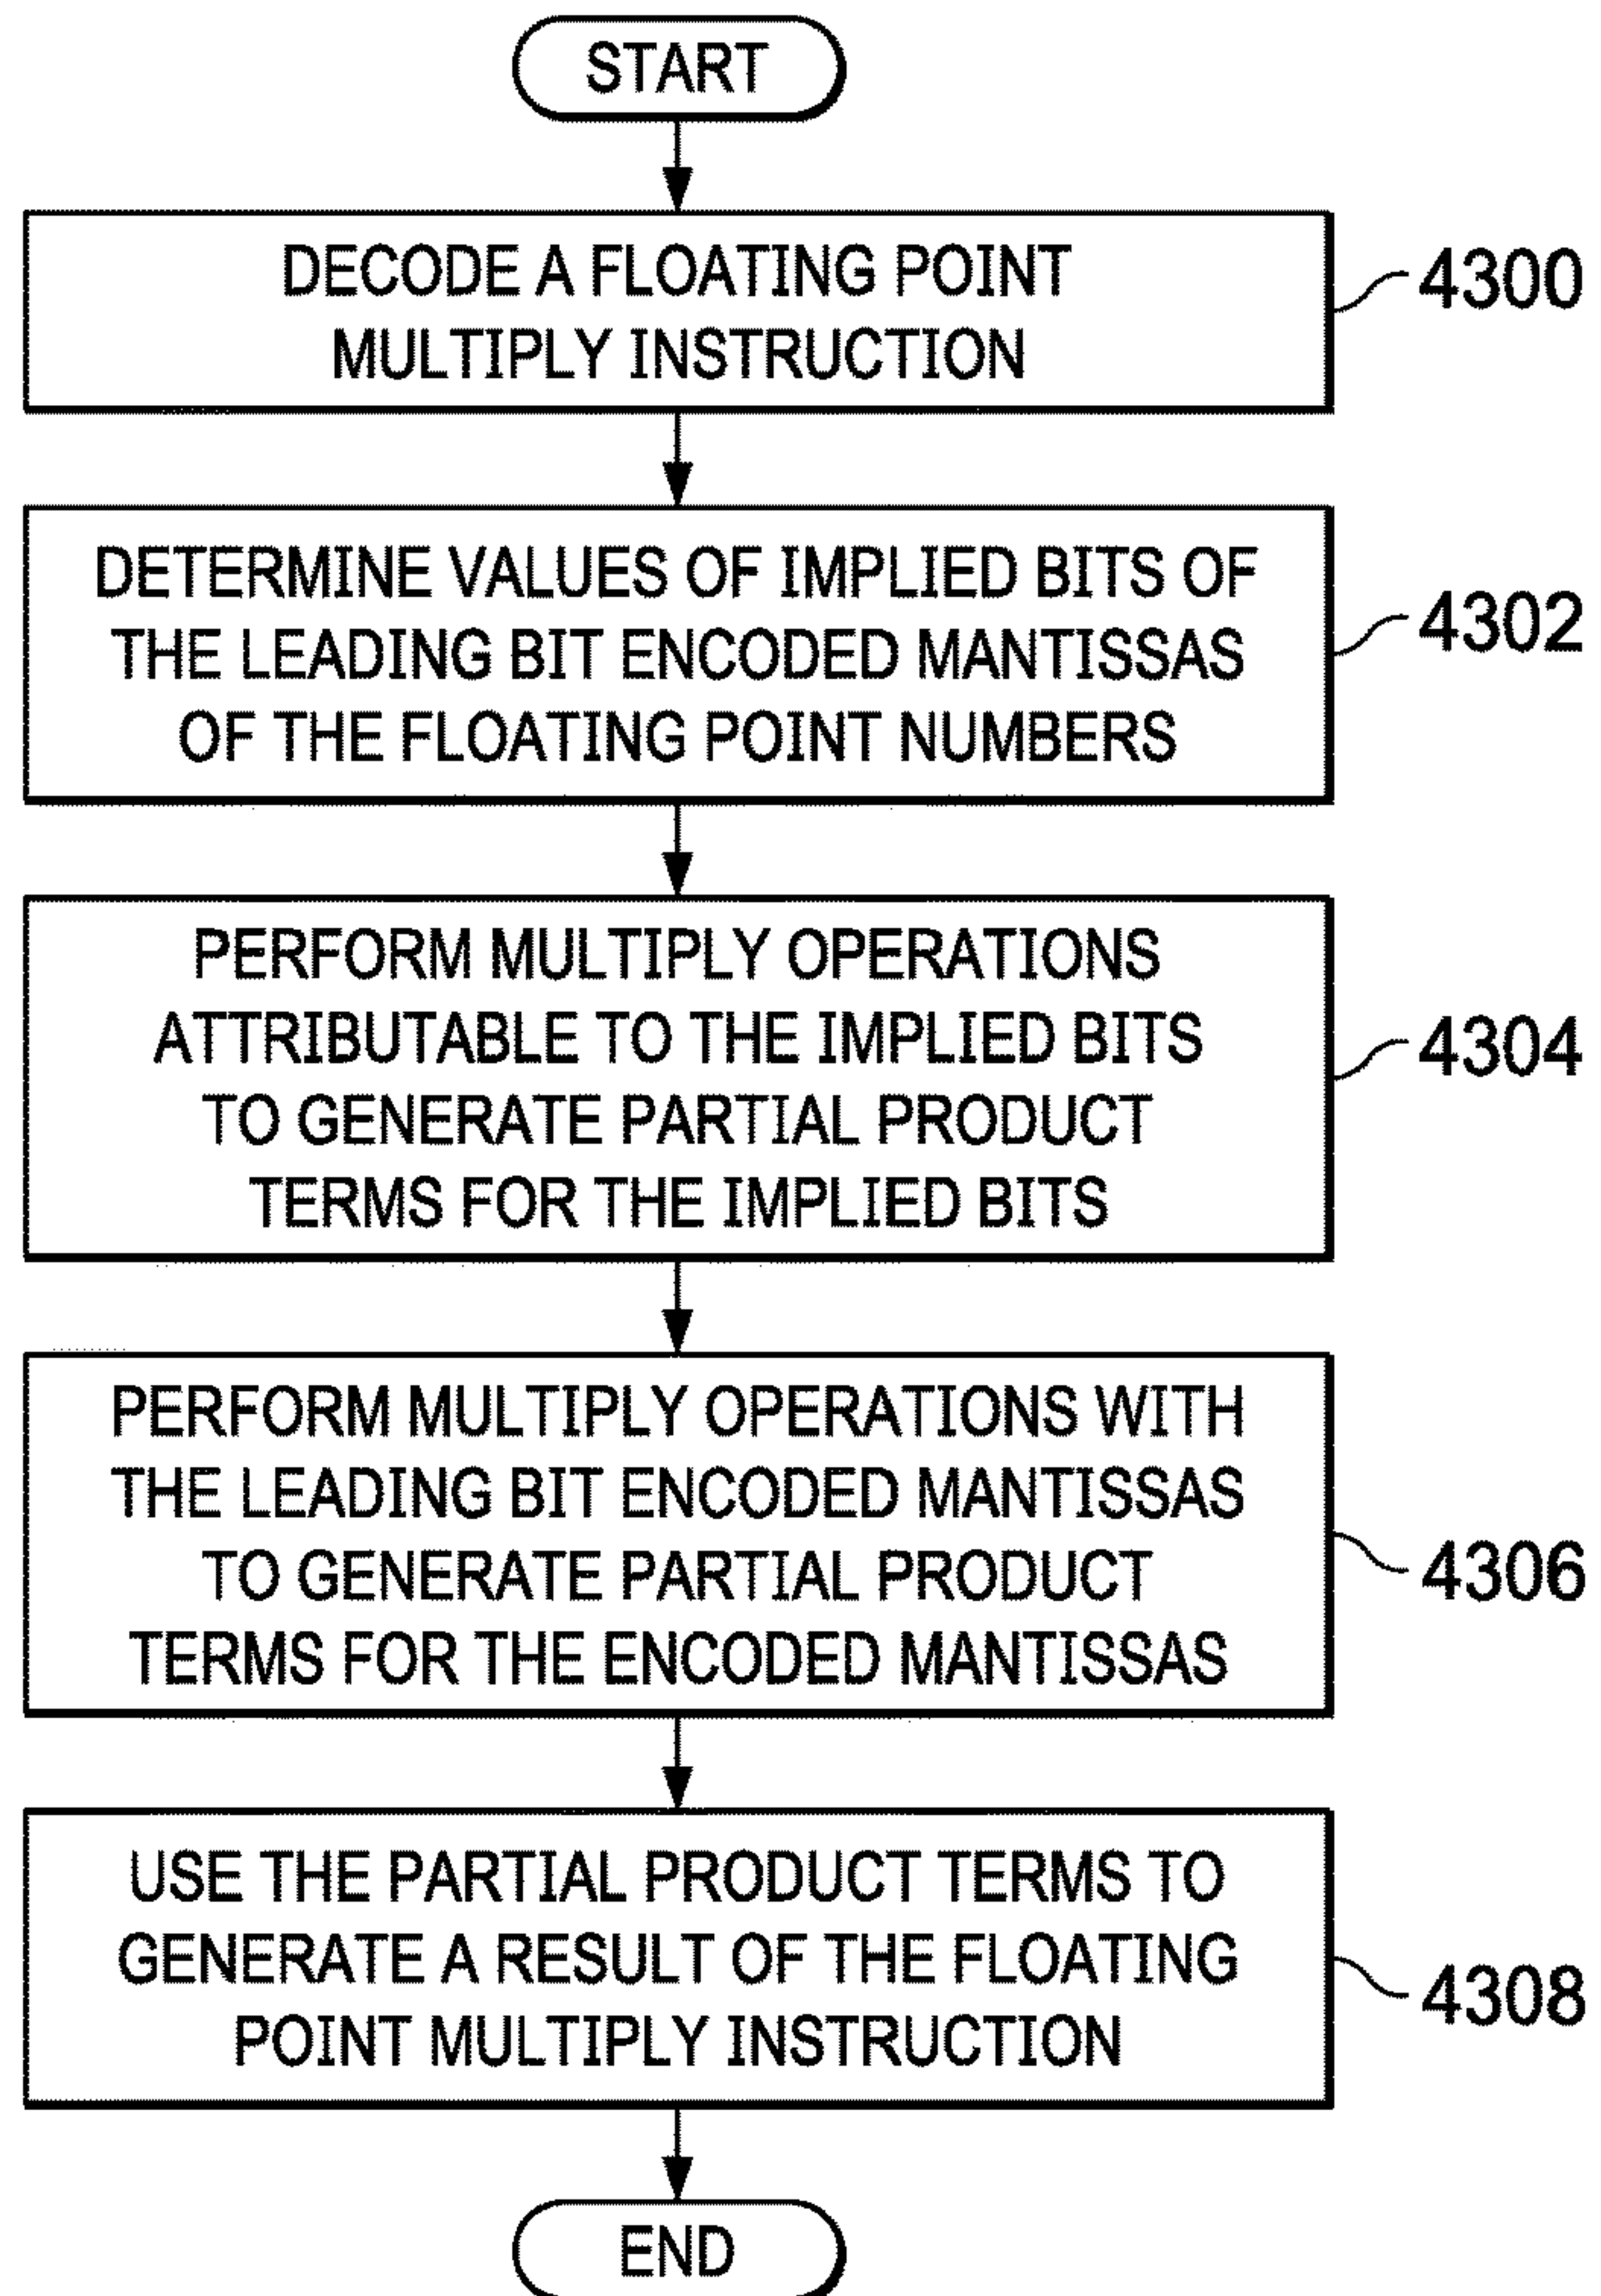 START
DECODE A FLOATING POINT
MULTIPLY INSTRUCTION
4300
DETERMINE VALUES OF IMPLIED BITS OF
THE LEADING BIT ENCODED MANTISSAS
OF THE FLOATING POINT NUMBERS
4302
PERFORM MULTIPLY OPERATIONS
ATTRIBUTABLE TO THE IMPLIED BITS
TO GENERATE PARTIAL PRODUCT
TERMS FOR THE IMPLIED BITS
4304
PERFORM MULTIPLY OPERATIONS WITH
THE LEADING BIT ENCODED MANTISSAS
TO GENERATE PARTIAL PRODUCT
TERMS FOR THE ENCODED MANTISSAS
4306
USE THE PARTIAL PRODUCT TERMS TO
GENERATE A RESULT OF THE FLOATING
POINT MULTIPLY INSTRUCTION
4308
END